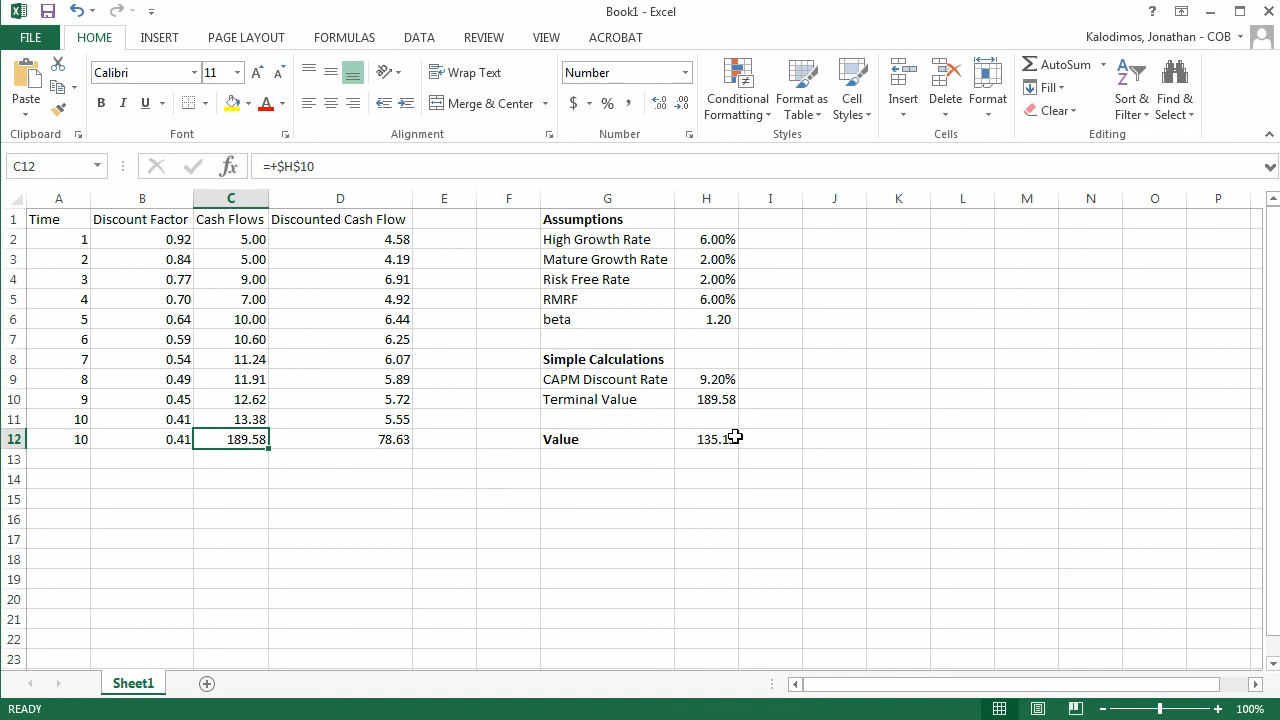 Book1 - Excel
FILE HOME INSERT PAGE LAYOUT FORMULAS DATA REVIEW VIEW ACROBAT Kalodimos, Jonathan - COB
Paste Calibri 11 Wrap Text Number Conditional Formatting Format as Table Cell Styles Insert Delete Format AutoSum Fill Clear Sort & Filter Find & Select
B I U Merge & Center $ % ,
Clipboard Font Alignment Number Styles Cells Editing
C12 fx =+$H$10
A B C D E F G H I J K L M N O P
1 Time Discount Factor Cash Flows Discounted Cash Flow Assumptions
2 1 0.92 5.00 4.58 High Growth Rate 6.00%
3 2 0.84 5.00 4.19 Mature Growth Rate 2.00%
4 3 0.77 9.00 6.91 Risk Free Rate 2.00%
5 4 0.70 7.00 4.92 RMRF 6.00%
6 5 0.64 10.00 6.44 beta 1.20
7 6 0.59 10.60 6.25
8 7 0.54 11.24 6.07 Simple Calculations
9 8 0.49 11.91 5.89 CAPM Discount Rate 9.20%
10 9 0.45 12.62 5.72 Terminal Value 189.58
11 10 0.41 13.38 5.55
12 10 0.41 189.58 78.63 Value
13
14
15
16
17
18
19
20
21
22
23
Sheet1
READY 100%